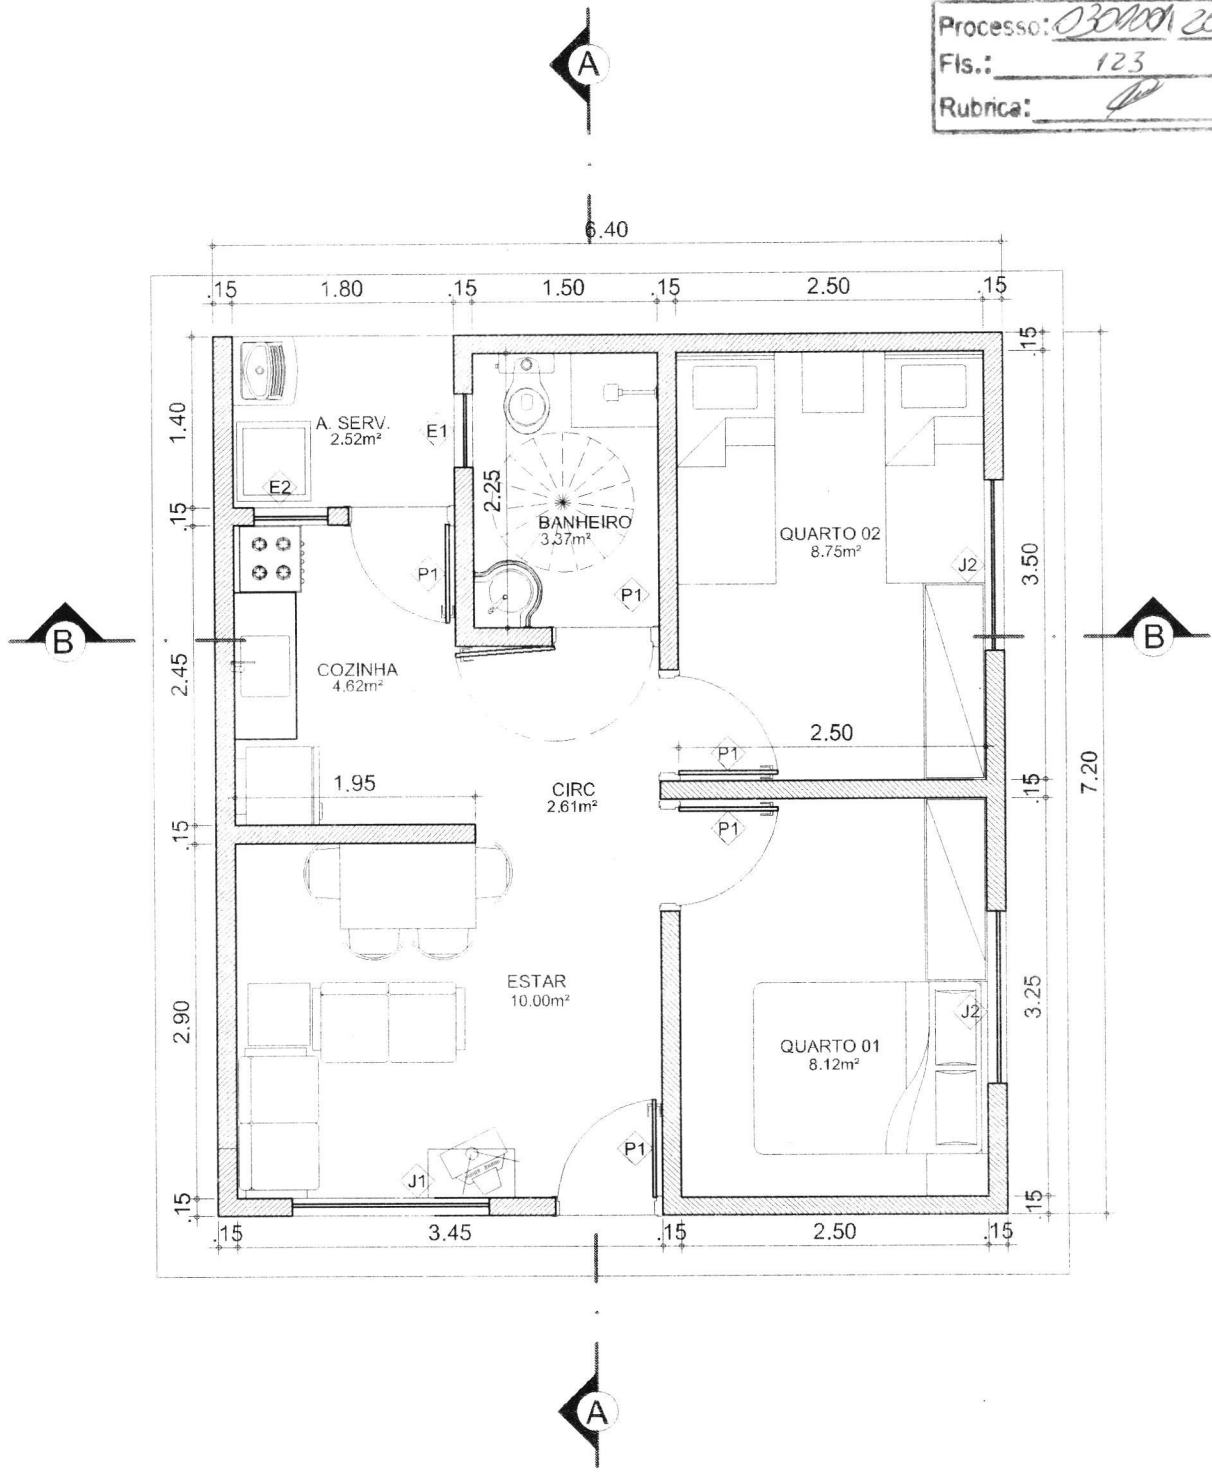 Processo:
Fls.: 123
Rubrica:
A
6.40
.15 1.80 .15 1.50 .15 2.50 .15
.15
1.40
A. SERV.
2.52m²
E1
E2
.15
2.25
BANHEIRO
3.37m²
P1
P1
QUARTO 02
8.75m²
J2
3.50
B
B
COZINHA
4.62m²
2.45
2.50
P1
7.20
1.95
CIRC
2.61m²
.15
P1
.15
ESTAR
10.00m²
2.90
3.25
J2
QUARTO 01
8.12m²
P1
J1
.15
.15
.15 3.45 .15 2.50 .15
A